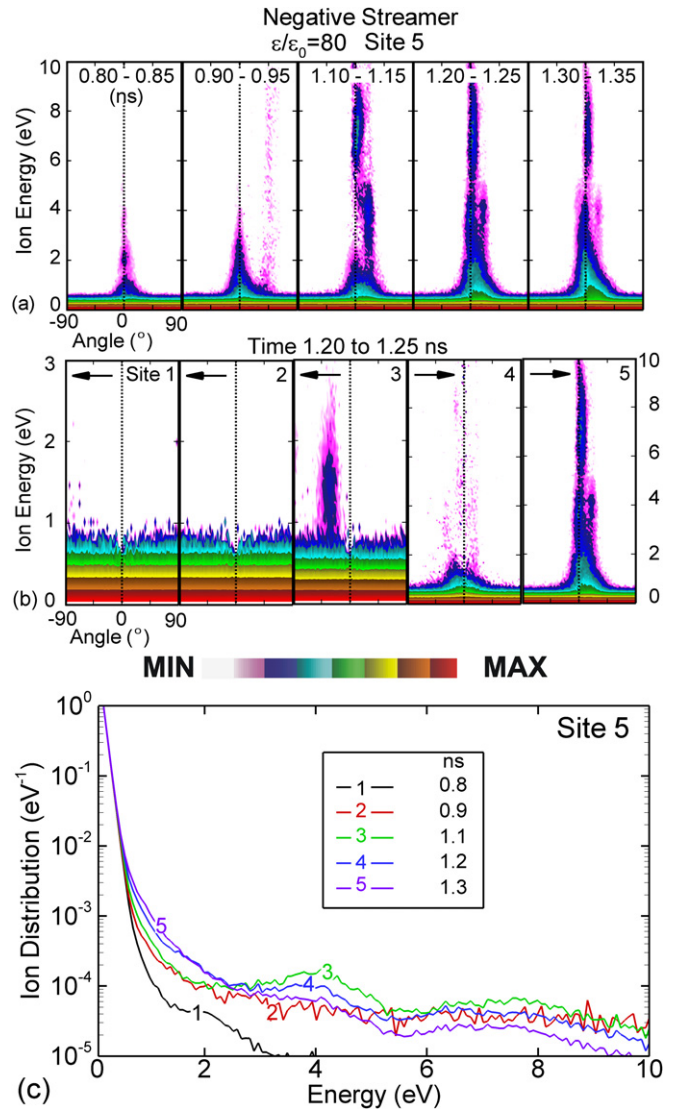 Negative Streamer
ε/ε₀=80 Site 5
10 0.80 - 0.85 0.90 - 0.95 1.10 - 1.15 1.20 - 1.25 1.30 - 1.35
(ns)
8
6
4
2
0
Ion Energy (eV)
(a)
-90 0 90
Angle (°)
Time 1.20 to 1.25 ns
3 Site 1 2 3 4 5 10
2 8
6
1 4
2
0 0
Ion Energy (eV)
(b)
-90 0 90
Angle (°)
MIN MAX
10⁰ Site 5
ns
1 0.8
2 0.9
3 1.1
4 1.2
5 1.3
10⁻¹
10⁻²
10⁻³
10⁻⁴
10⁻⁵
Ion Distribution (eV⁻¹)
5
3
4
2
1
0 2 4 6 8 10
Energy (eV)
(c)